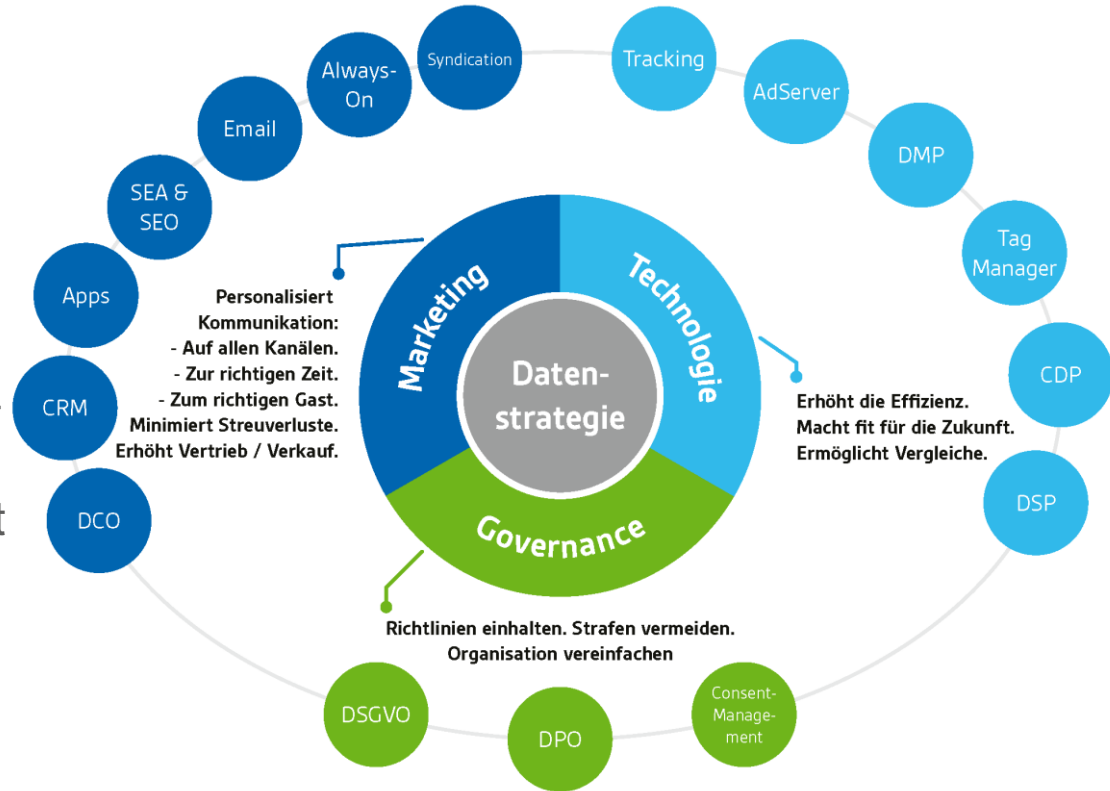 Syndication
Always-
On
Email
SEA &
SEO
Apps
CRM
DCO
Tracking
AdServer
DMP
Tag
Manager
CDP
DSP
Marketing
Technologie
Governance
Daten-
strategie
Personalisiert
Kommunikation:
- Auf allen Kanälen.
- Zur richtigen Zeit.
- Zum richtigen Gast.
Minimiert Streuverluste.
Erhöht Vertrieb / Verkauf.
Erhöht die Effizienz.
Macht fit für die Zukunft.
Ermöglicht Vergleiche.
Richtlinien einhalten. Strafen vermeiden.
Organisation vereinfachen
DSGVO
DPO
Consent-
Manage-
ment
t